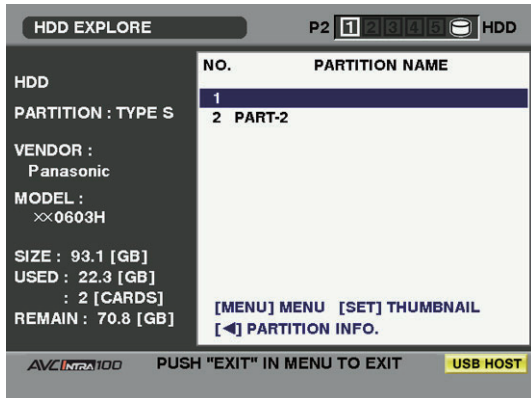 HDD EXPLORE
P2 1 2 3 4 5 HDD
HDD
PARTITION : TYPE S
VENDOR :
Panasonic
MODEL :
××0603H
SIZE : 93.1 [GB]
USED : 22.3 [GB]
: 2 [CARDS]
REMAIN : 70.8 [GB]
NO. PARTITION NAME
1
2 PART-2
[MENU] MENU [SET] THUMBNAIL
[◀] PARTITION INFO.
AVC INTRA 100 PUSH "EXIT" IN MENU TO EXIT USB HOST